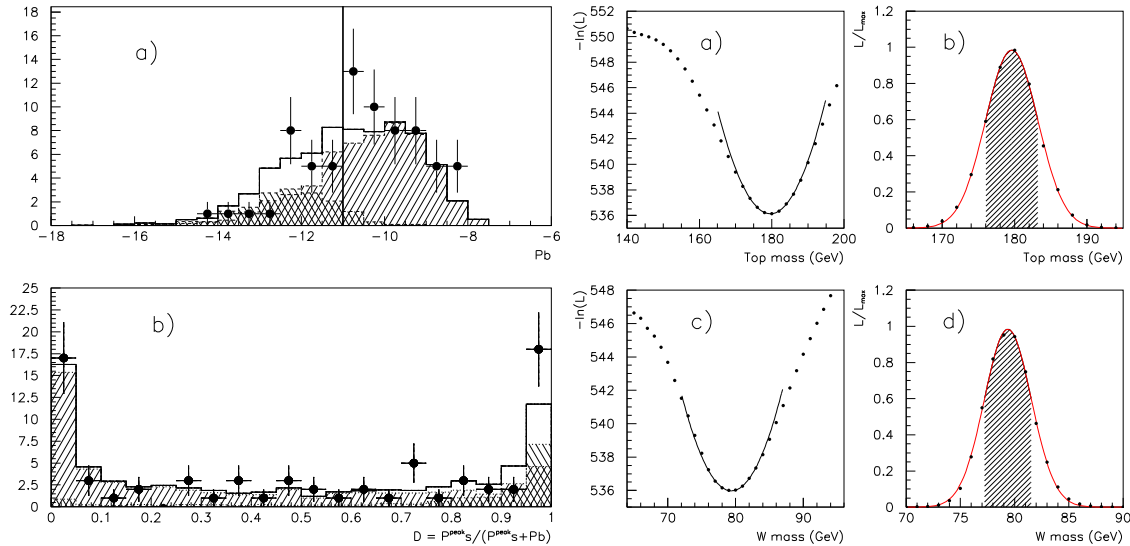 18
16
14
12
10
8
6
4
2
0
a)
-18 -16 -14 -12 -10 -8 -6
Pb
25
22.5
20
17.5
15
12.5
10
7.5
5
2.5
0
b)
0 0.1 0.2 0.3 0.4 0.5 0.6 0.7 0.8 0.9 1
D = Pᵖᵉᵃᵏs/(Pᵖᵉᵃᵏs+Pb)
-ln(L)
552
550
548
546
544
542
540
538
536
a)
140 160 180 200
Top mass (GeV)
L/Lmax
1.2
1
0.8
0.6
0.4
0.2
0
b)
170 180 190
Top mass (GeV)
-ln(L)
548
546
544
542
540
538
536
c)
70 80 90
W mass (GeV)
L/Lmax
1.2
1
0.8
0.6
0.4
0.2
0
d)
70 75 80 85 90
W mass (GeV)